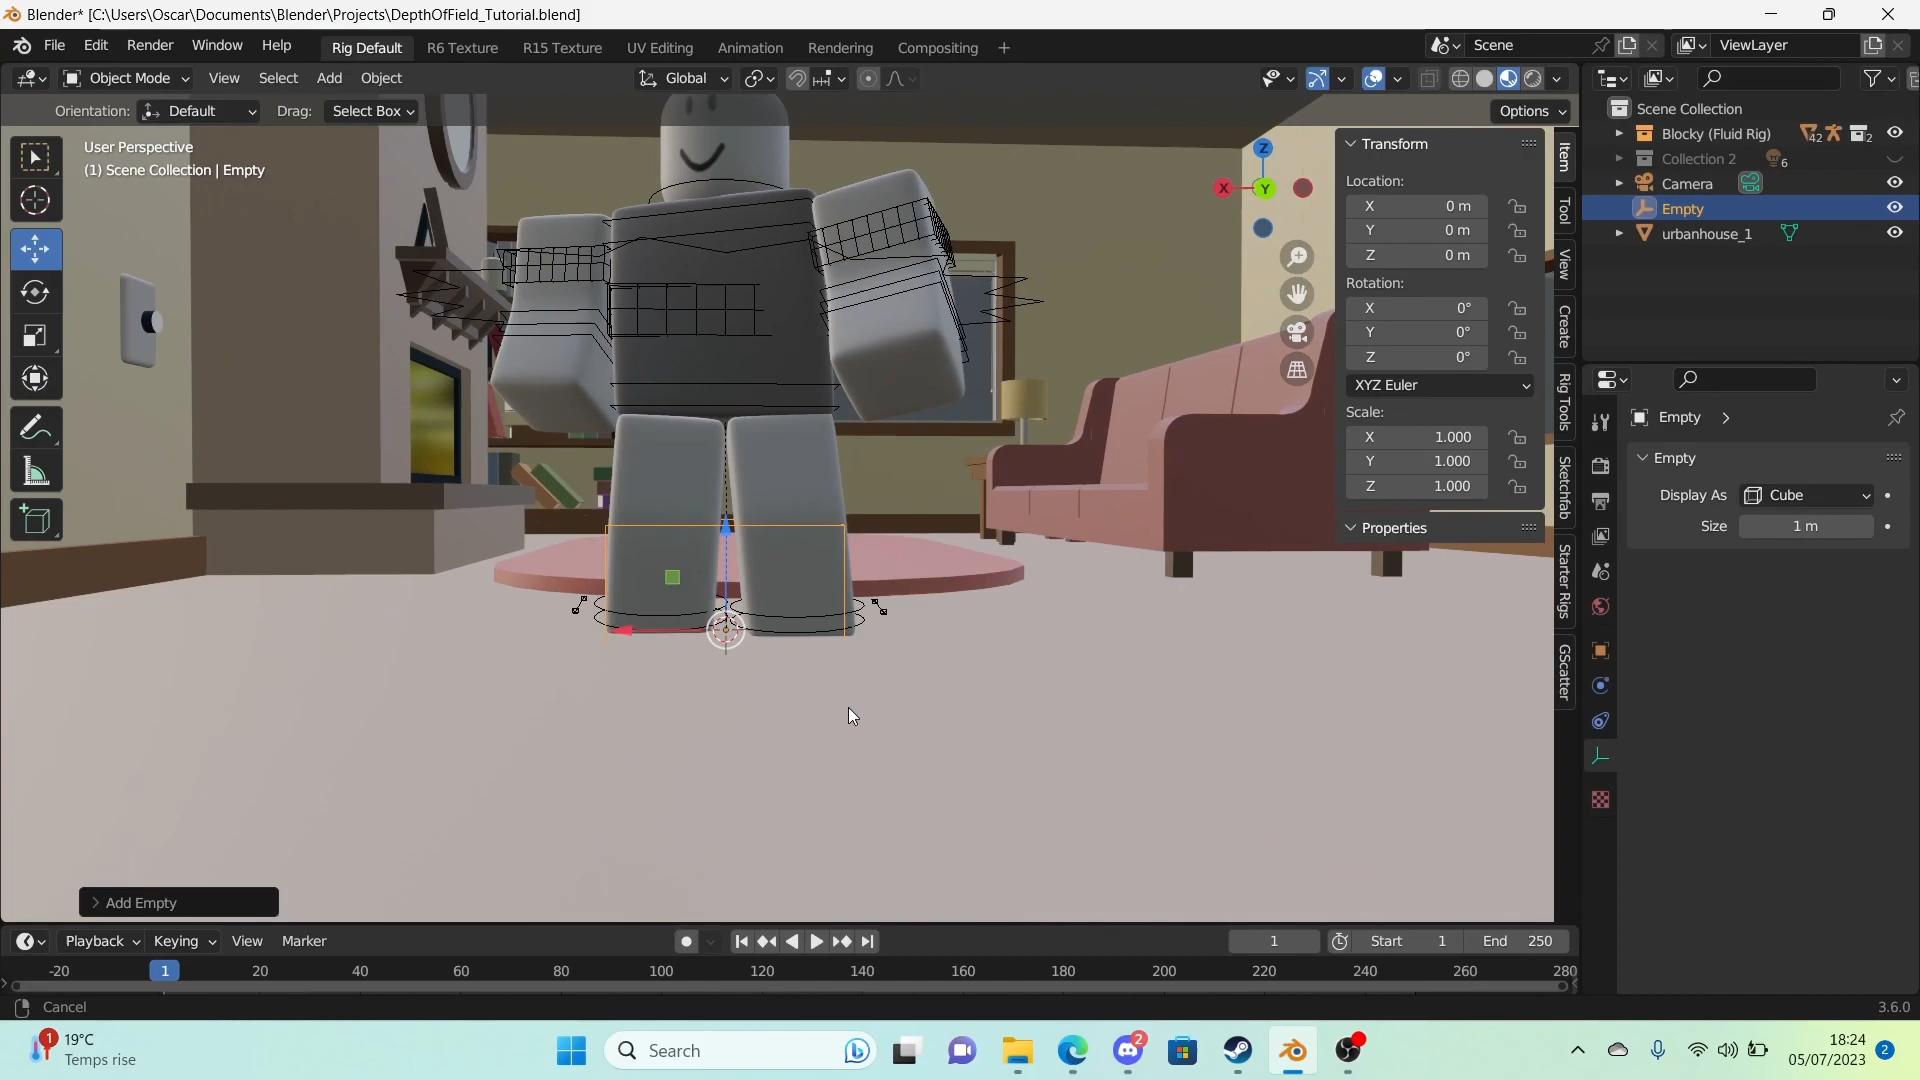 Blender* [C:\Users\Oscar\Documents\Blender\Projects\DepthOfField_Tutorial.blend]
File Edit Render Window Help Rig Default R6 Texture R15 Texture UV Editing Animation Rendering Compositing + Scene ViewLayer
Object Mode View Select Add Object Global
Orientation: Default Drag: Select Box Options
User Perspective
(1) Scene Collection | Empty
Z
X
Y
Transform
Location:
X 0 m
Y 0 m
Z 0 m
Rotation:
X 0°
Y 0°
Z 0°
XYZ Euler
Scale:
X 1.000
Y 1.000
Z 1.000
Properties
Item
Tool
View
Create
Rig Tools
Sketchfab
Starter Rigs
GScatter
Scene Collection
Blocky (Fluid Rig) 42 2
Collection 2 6
Camera
Empty
urbanhouse_1
Empty
Empty
Display As Cube
Size 1 m
Add Empty
Playback Keying View Marker 1 Start 1 End 250
-20 1 20 40 60 80 100 120 140 160 180 200 220 240 260 280
Cancel 3.6.0
1 19°C
Temps rise
Search
2
18:24
05/07/2023 2